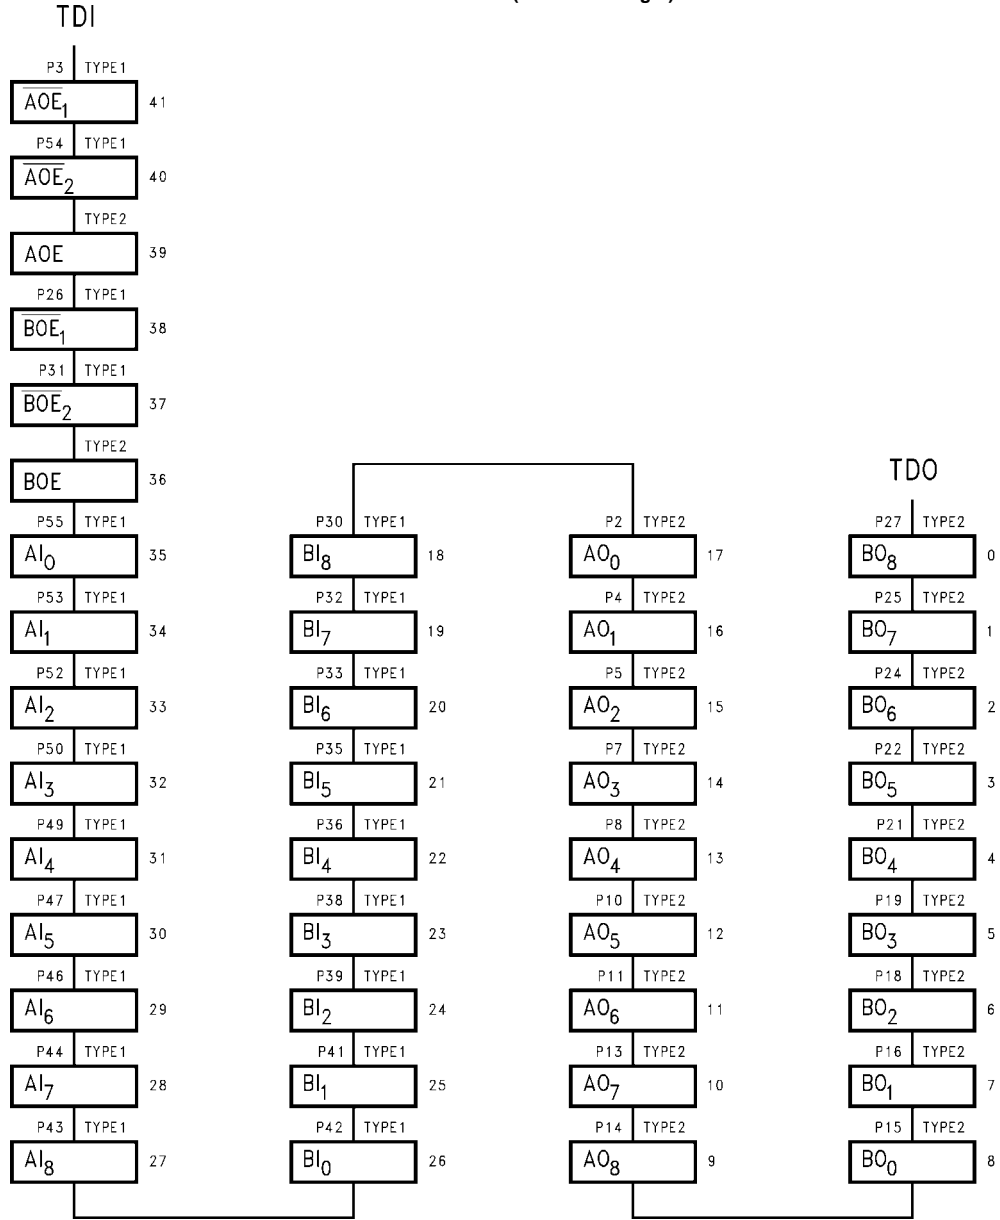 TDI
P3 TYPE1
AOE1 41
P54 TYPE1
AOE2 40
TYPE2
AOE 39
P26 TYPE1
BOE1 38
P31 TYPE1
BOE2 37
TYPE2
BOE 36
P55 TYPE1
AI0 35
P53 TYPE1
AI1 34
P52 TYPE1
AI2 33
P50 TYPE1
AI3 32
P49 TYPE1
AI4 31
P47 TYPE1
AI5 30
P46 TYPE1
AI6 29
P44 TYPE1
AI7 28
P43 TYPE1
AI8 27
P30 TYPE1
BI8 18
P32 TYPE1
BI7 19
P33 TYPE1
BI6 20
P35 TYPE1
BI5 21
P36 TYPE1
BI4 22
P38 TYPE1
BI3 23
P39 TYPE1
BI2 24
P41 TYPE1
BI1 25
P42 TYPE1
BI0 26
P2 TYPE2
AO0 17
P4 TYPE2
AO1 16
P5 TYPE2
AO2 15
P7 TYPE2
AO3 14
P8 TYPE2
AO4 13
P10 TYPE2
AO5 12
P11 TYPE2
AO6 11
P13 TYPE2
AO7 10
P14 TYPE2
AO8 9
TDO
P27 TYPE2
BO8 0
P25 TYPE2
BO7 1
P24 TYPE2
BO6 2
P22 TYPE2
BO5 3
P21 TYPE2
BO4 4
P19 TYPE2
BO3 5
P18 TYPE2
BO2 6
P16 TYPE2
BO1 7
P15 TYPE2
BO0 8